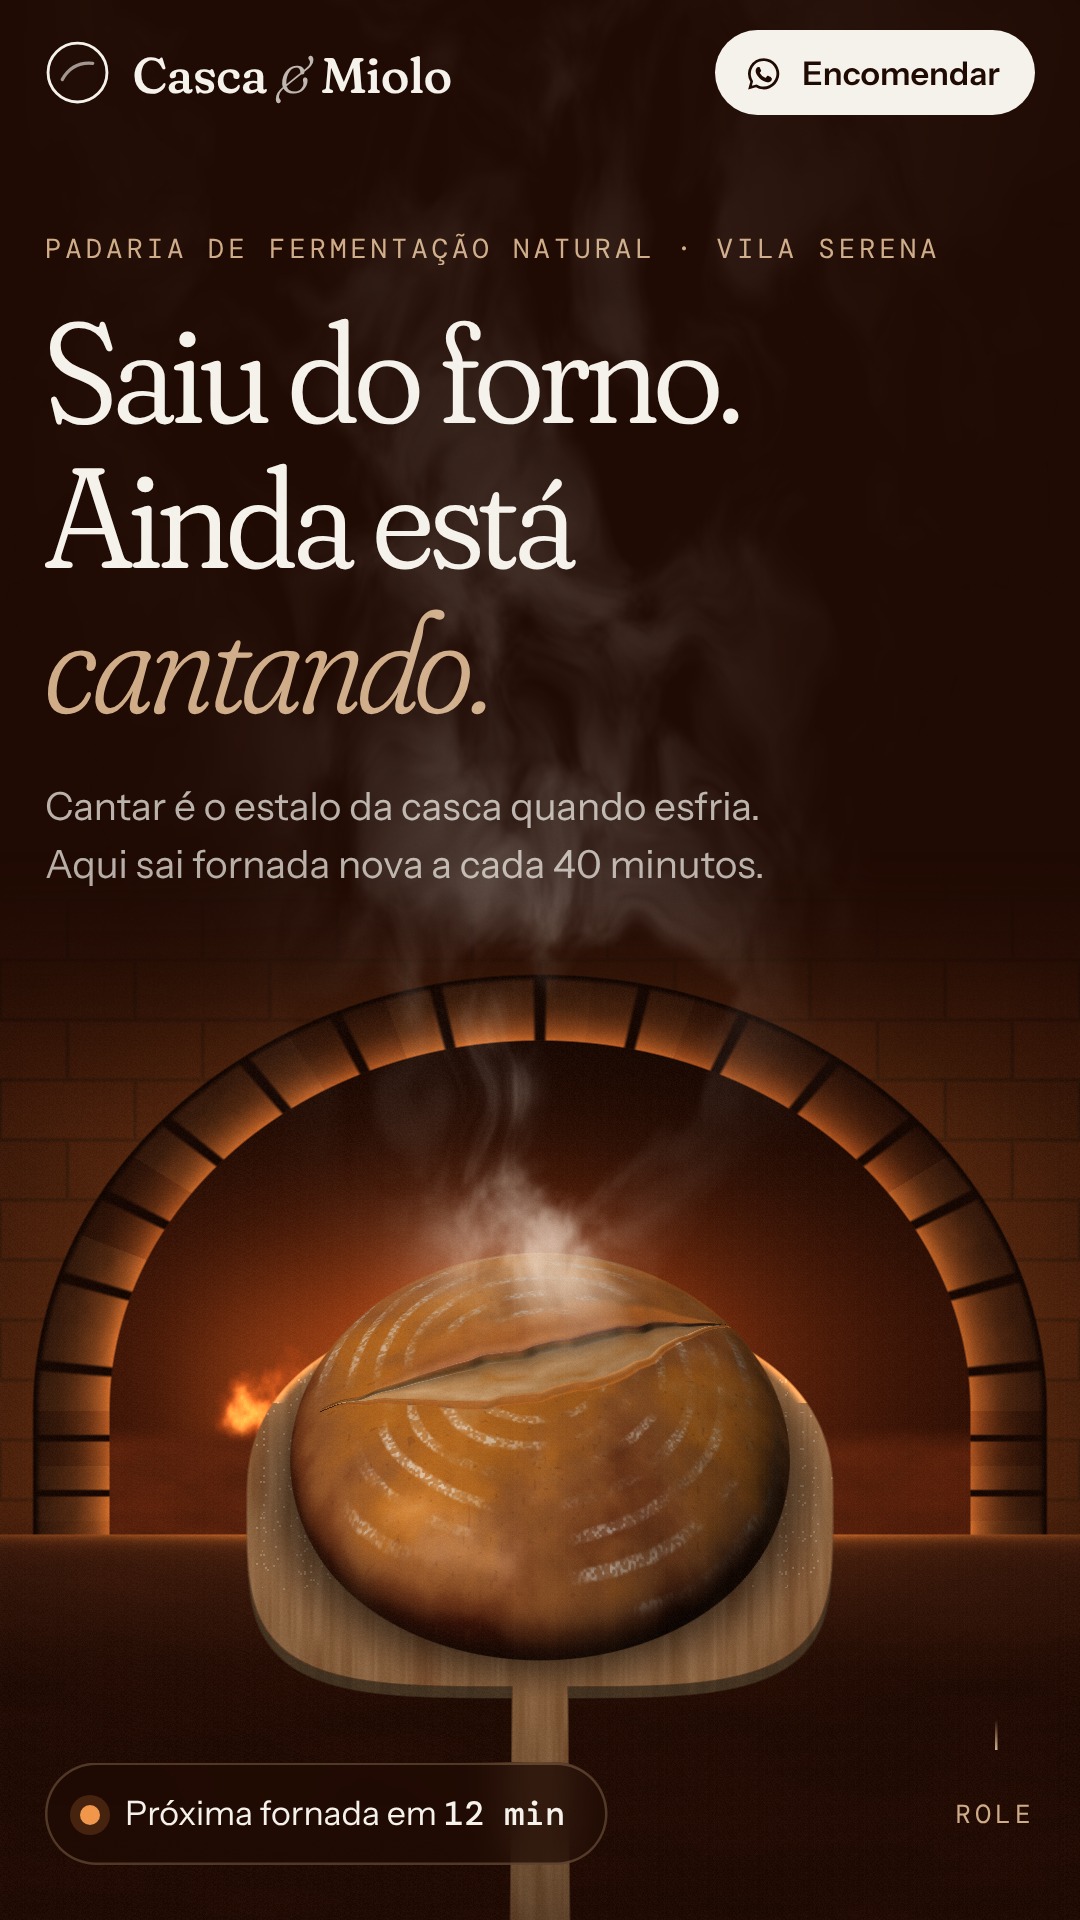 Casca & Miolo
Encomendar
PADARIA DE FERMENTAÇÃO NATURAL · VILA SERENA
Saiu do forno.
Ainda está
cantando.
Cantar é o estalo da casca quando esfria.
Aqui sai fornada nova a cada 40 minutos.
Próxima fornada em 12 min
ROLE